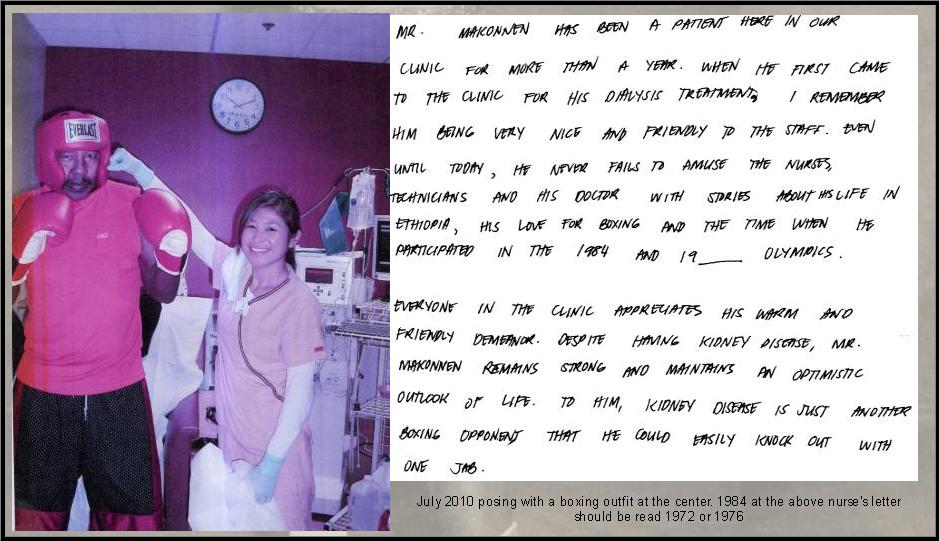 EVERLAST
MR. MAKONNEN HAS BEEN A PATIENT HERE IN OUR
CLINIC FOR MORE THAN A YEAR. WHEN HE FIRST CAME
TO THE CLINIC FOR HIS DIALYSIS TREATMENT, I REMEMBER
HIM BEING VERY NICE AND FRIENDLY TO THE STAFF. EVEN
UNTIL TODAY, HE NEVER FAILS TO AMUSE THE NURSES,
TECHNICIANS AND HIS DOCTOR WITH STORIES ABOUT HIS LIFE IN
ETHIOPIA, HIS LOVE FOR BOXING AND THE TIME WHEN HE
PARTICIPATED IN THE 1984 AND 19____ OLYMPICS.
EVERYONE IN THE CLINIC APPRECIATES HIS WARM AND
FRIENDLY DEMEANOR. DESPITE HAVING KIDNEY DISEASE, MR.
MAKONNEN REMAINS STRONG AND MAINTAINS AN OPTIMISTIC
OUTLOOK OF LIFE. TO HIM, KIDNEY DISEASE IS JUST ANOTHER
BOXING OPPONENT THAT HE COULD EASILY KNOCK OUT WITH
ONE JAB.
July 2010 posing with a boxing outfit at the center. 1984 at the above nurse's letter
should be read 1972 or 1976